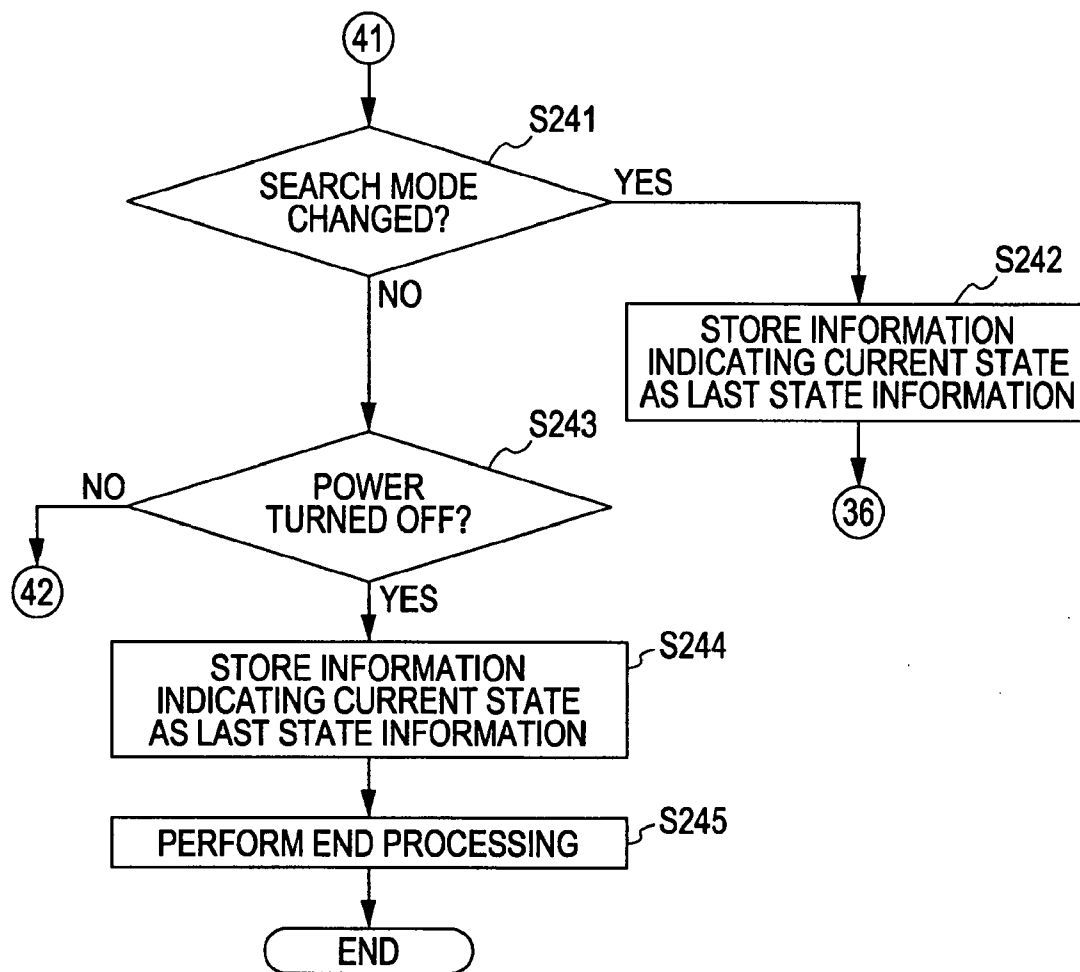 41
S241
SEARCH MODE
CHANGED?
YES
NO
S242
STORE INFORMATION
INDICATING CURRENT STATE
AS LAST STATE INFORMATION
36
S243
POWER
TURNED OFF?
NO
42
YES
S244
STORE INFORMATION
INDICATING CURRENT STATE
AS LAST STATE INFORMATION
S245
PERFORM END PROCESSING
END